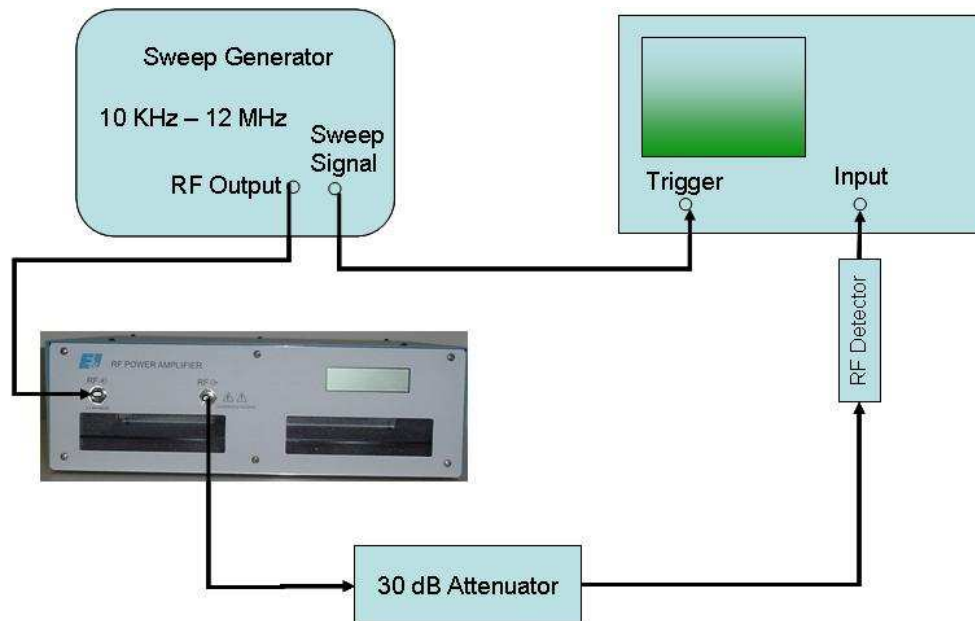 Sweep Generator
10 KHz – 12 MHz
Sweep
Signal
RF Output
Trigger
Input
RF Detector
E&I
RF POWER AMPLIFIER
30 dB Attenuator